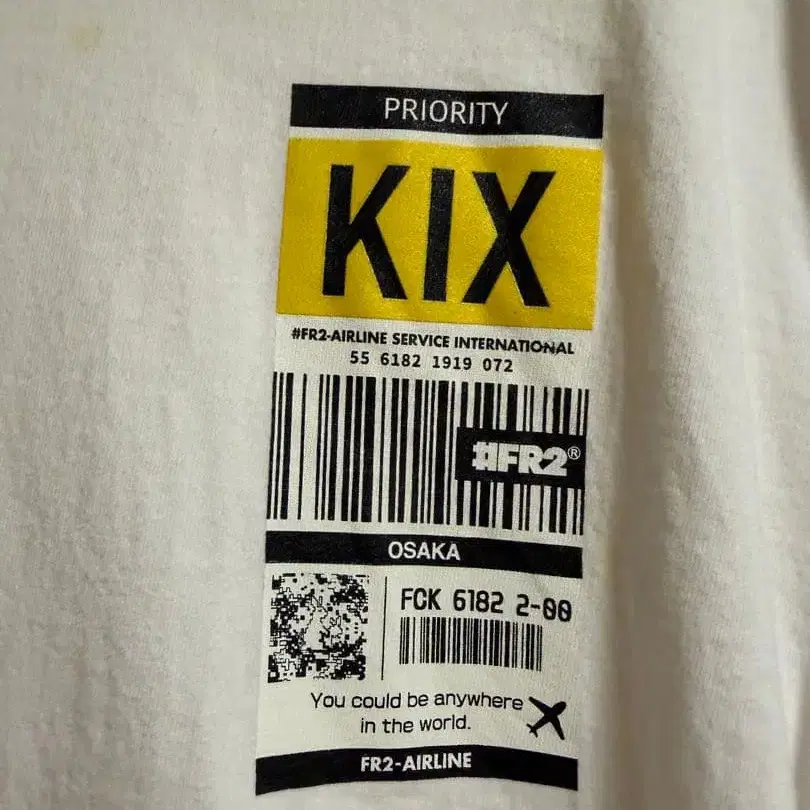 PRIORITY
KIX
#FR2-AIRLINE SERVICE INTERNATIONAL
55 6182 1919 072
#FR2®
OSAKA
FCK 6182 2-00
You could be anywhere
in the world.
FR2-AIRLINE